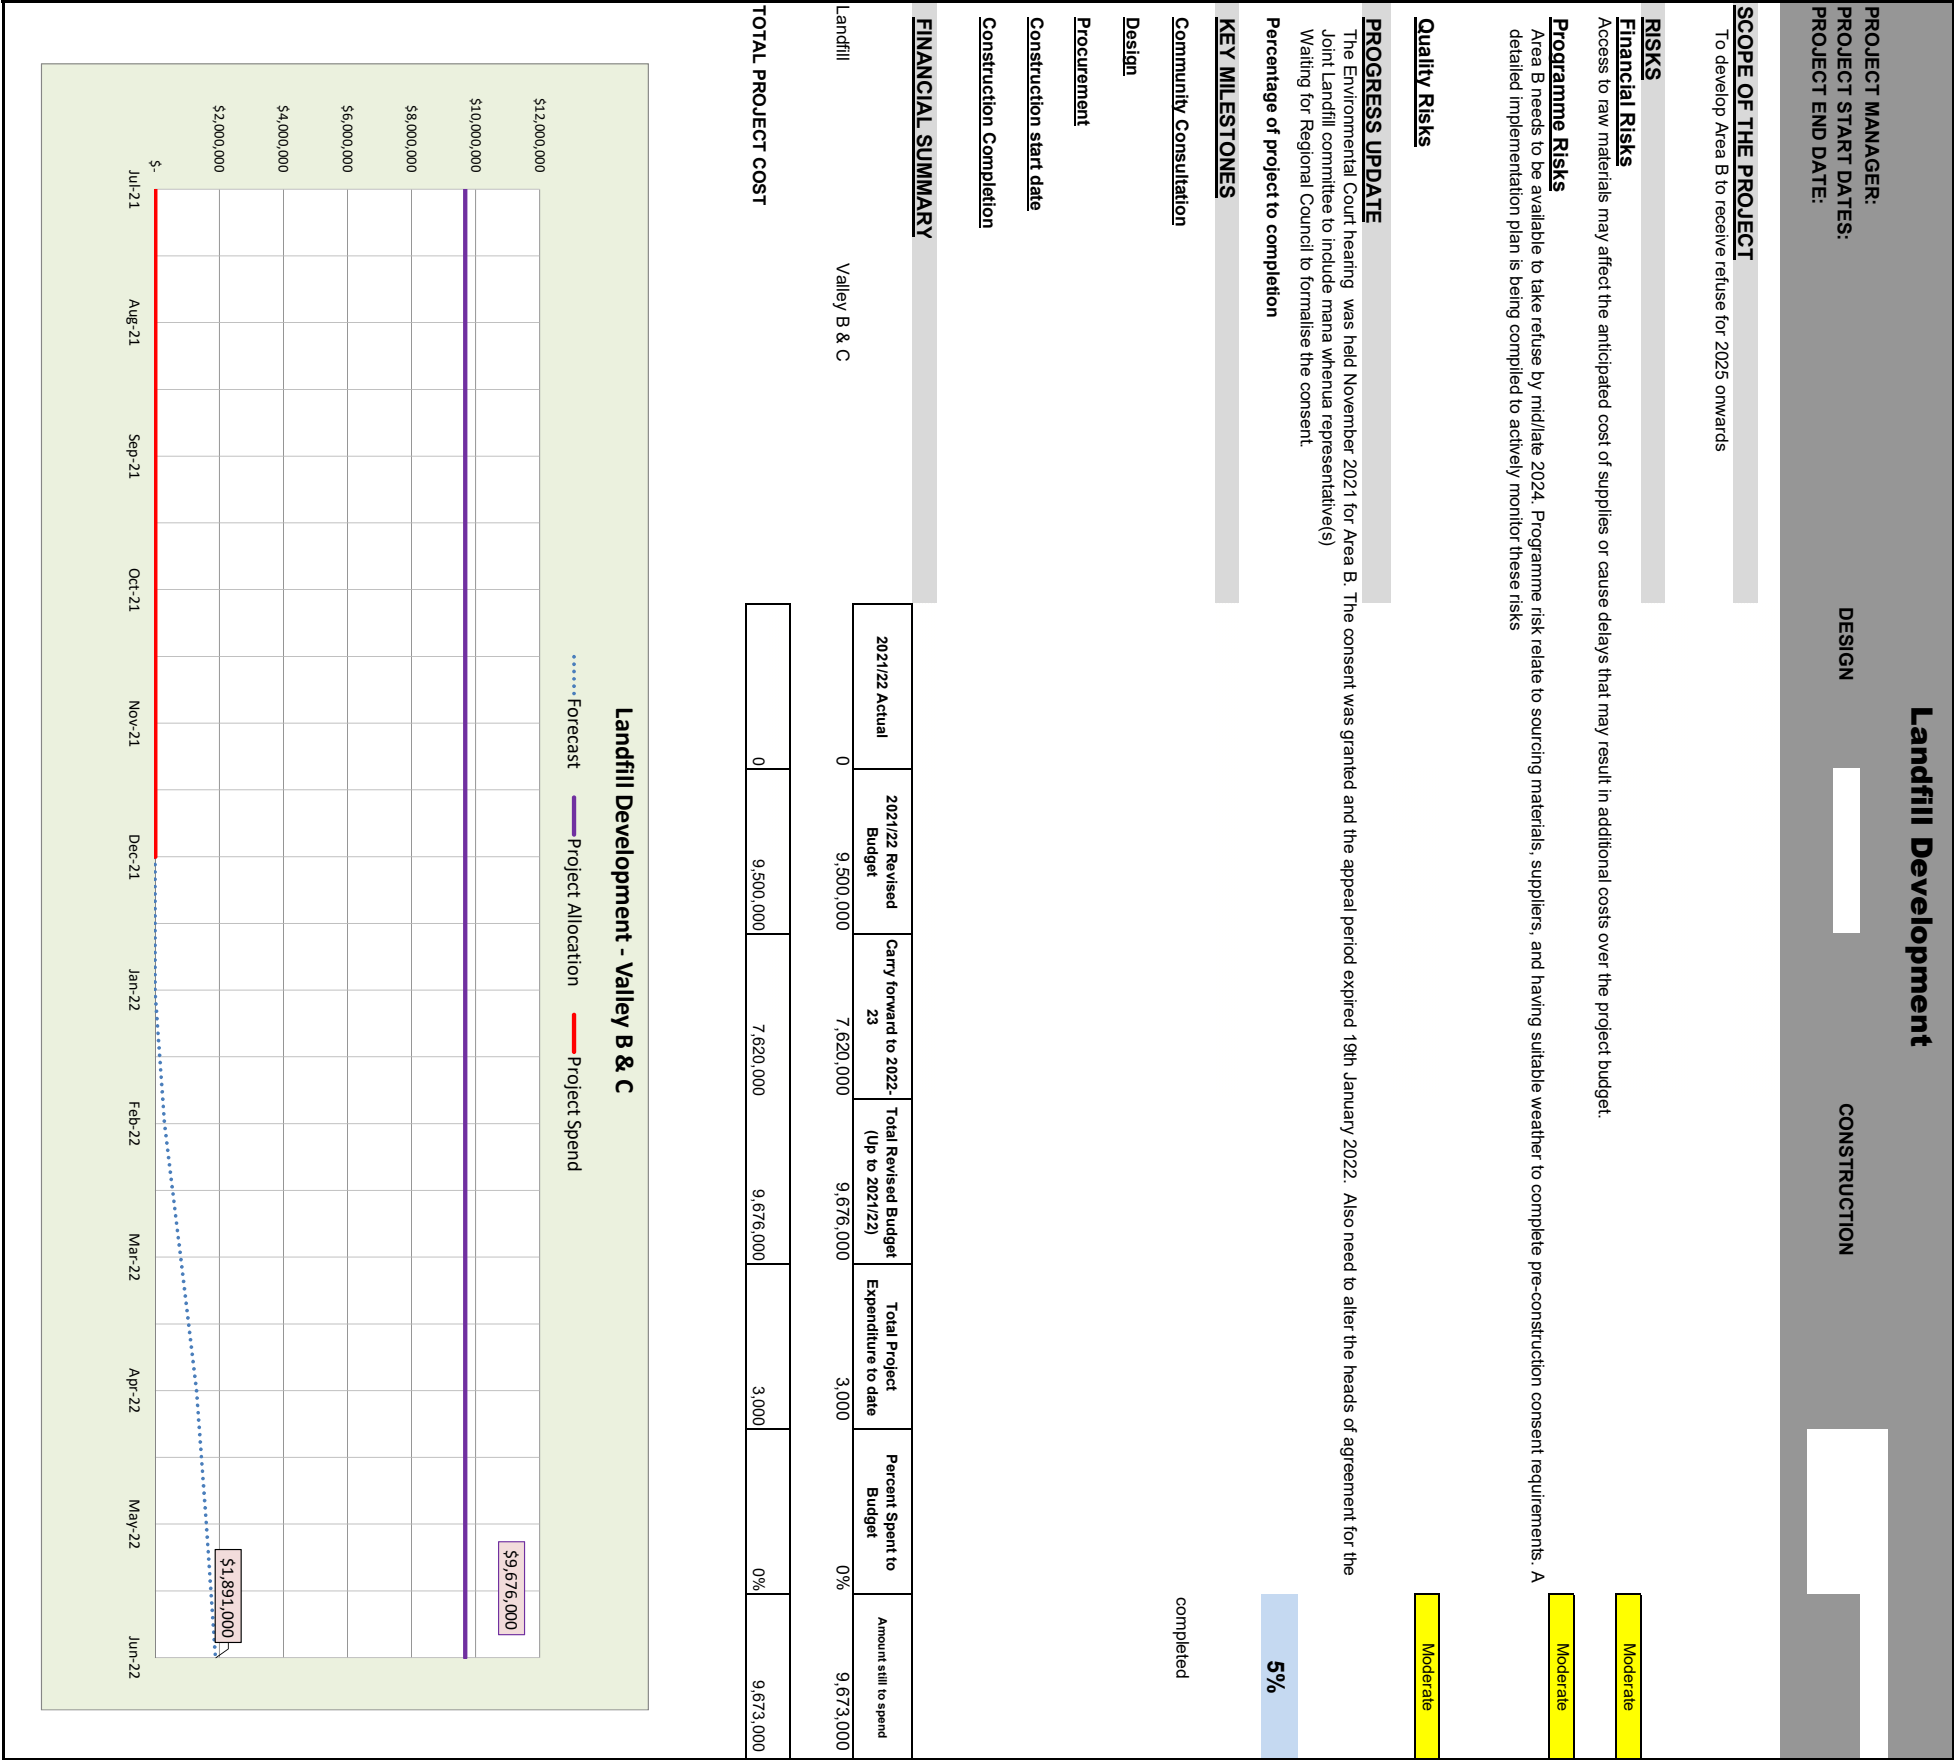 Landfill Development
PROJECT MANAGER:
PROJECT START DATES: DESIGN CONSTRUCTION
PROJECT END DATE:
SCOPE OF THE PROJECT
To develop Area B to receive refuse for 2025 onwards
RISKS
Financial Risks Moderate
Access to raw materials may affect the anticipated cost of supplies or cause delays that may result in additional costs over the project budget.
Programme Risks Moderate
Area B needs to be available to take refuse by mid/late 2024. Programme risk relate to sourcing materials, suppliers, and having suitable weather to complete pre-construction consent requirements. A
detailed implementation plan is being compiled to actively monitor these risks
Quality Risks Moderate
PROGRESS UPDATE
The Environmental Court hearing was held November 2021 for Area B. The consent was granted and the appeal period expired 19th January 2022. Also need to alter the heads of agreement for the
Joint Landfill committee to include mana whenua representative(s)
Waiting for Regional Council to formalise the consent.
Percentage of project to completion 5%
KEY MILESTONES
Community Consultation completed
Design
Procurement
Construction start date
Construction Completion
FINANCIAL SUMMARY
2021/22 Actual
2021/22 Revised
Budget
Carry forward to 2022-
23
Total Revised Budget
(Up to 2021/22)
Total Project
Expenditure to date
Percent Spent to
Budget
Amount still to spend
Landfill Valley B & C 0 9,500,000 7,620,000 9,676,000 3,000 0% 9,673,000
TOTAL PROJECT COST 0 9,500,000 7,620,000 9,676,000 3,000 0% 9,673,000
Landfill Development - Valley B & C
Forecast Project Allocation Project Spend
$12,000,000
$9,676,000
$10,000,000
$8,000,000
$6,000,000
$4,000,000
$2,000,000
$1,891,000
$-
Jul-21 Aug-21 Sep-21 Oct-21 Nov-21 Dec-21 Jan-22 Feb-22 Mar-22 Apr-22 May-22 Jun-22